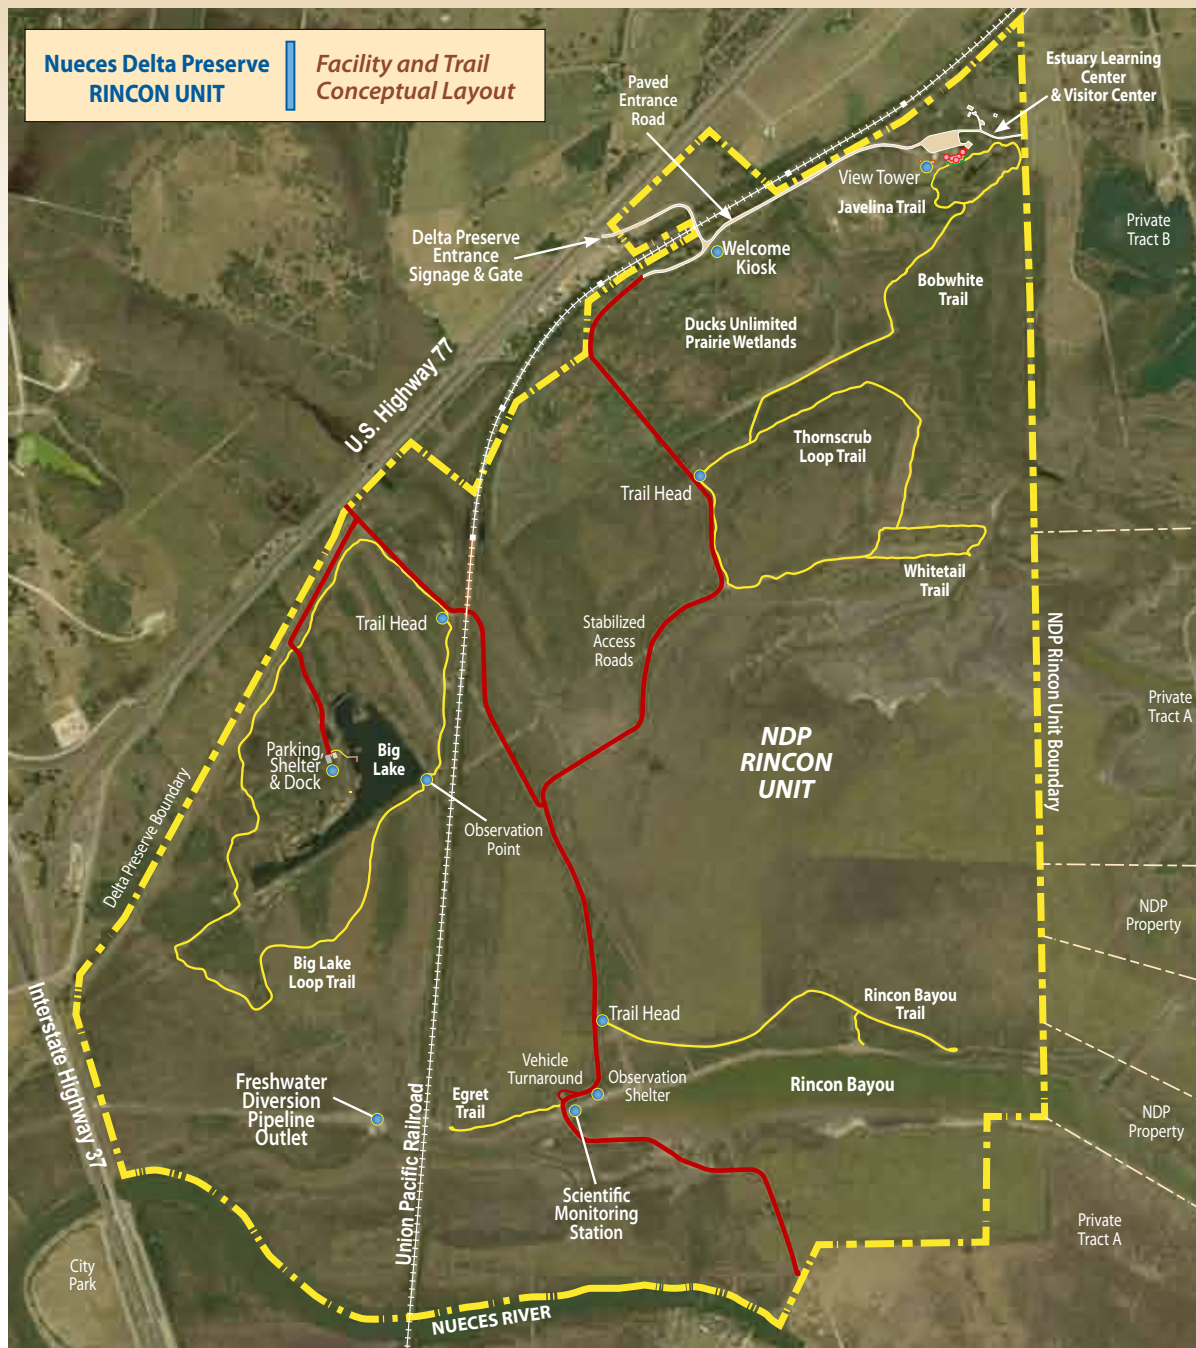 Nueces Delta Preserve
RINCON UNIT
Facility and Trail
Conceptual Layout
Estuary Learning
Center
& Visitor Center
Paved
Entrance
Road
View Tower
Javelina Trail
Private
Tract B
Delta Preserve
Entrance
Signage & Gate
Welcome
Kiosk
Bobwhite
Trail
Ducks Unlimited
Prairie Wetlands
U.S. Highway 77
Thornscrub
Loop Trail
Trail Head
Whitetail
Trail
Trail Head
Stabilized
Access
Roads
NDP Rincon Unit Boundary
Private
Tract A
NDP
RINCON
UNIT
Parking,
Shelter
& Dock
Big
Lake
Observation
Point
Delta Preserve Boundary
NDP
Property
Big Lake
Loop Trail
Interstate Highway 37
Trail Head
Rincon Bayou
Trail
Vehicle
Turnaround
Observation
Shelter
Rincon Bayou
Freshwater
Diversion
Pipeline
Outlet
Egret
Trail
NDP
Property
Union Pacific Railroad
Scientific
Monitoring
Station
Private
Tract A
City
Park
NUECES RIVER